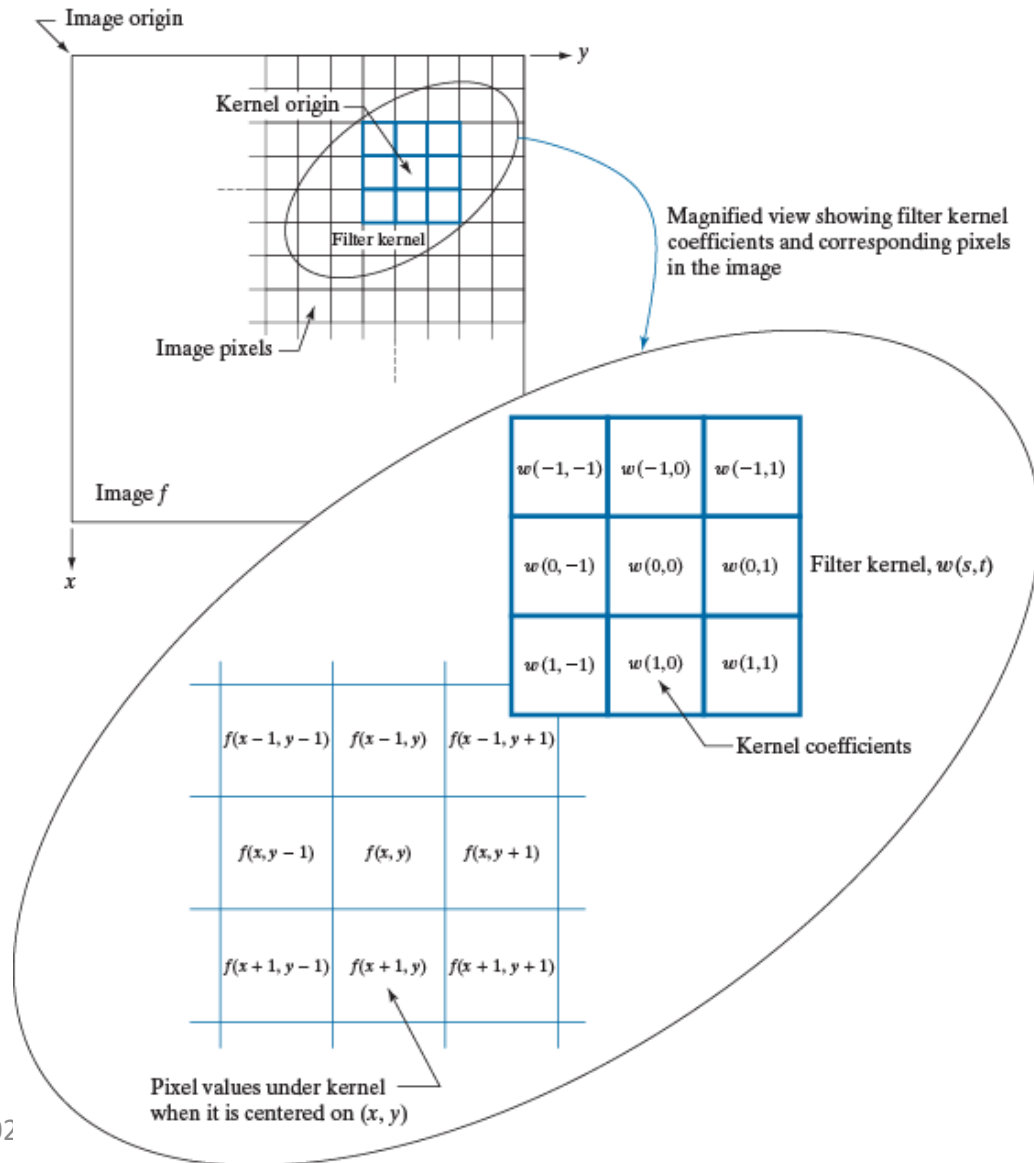 Image origin
y
Kernel origin
Magnified view showing filter kernel
coefficients and corresponding pixels
in the image
Filter kernel
Image pixels
Image f
x
w(−1,−1) w(−1,0) w(−1,1)
w(0,−1) w(0,0) w(0,1)
Filter kernel, w(s,t)
w(1,−1) w(1,0) w(1,1)
Kernel coefficients
f(x − 1, y − 1) f(x − 1, y) f(x − 1, y + 1)
f(x, y − 1) f(x, y) f(x, y + 1)
f(x + 1, y − 1) f(x + 1, y) f(x + 1, y + 1)
Pixel values under kernel
when it is centered on (x, y)